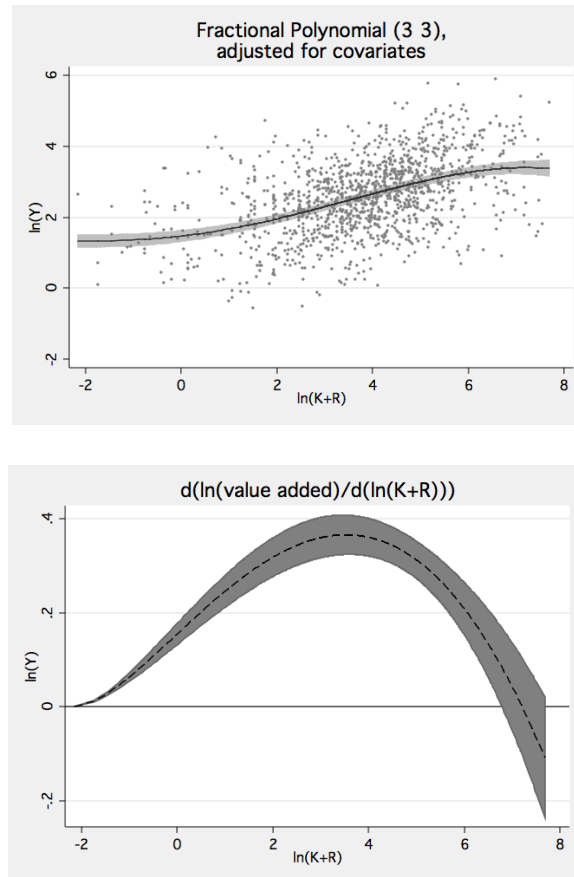 Fractional Polynomial (3 3),
adjusted for covariates
6
4
2
0
-2
ln(Y)
-2 0 2 4 6 8
ln(K+R)
d(ln(value added)/d(ln(K+R)))
.4
.2
0
-.2
ln(Y)
-2 0 2 4 6 8
ln(K+R)